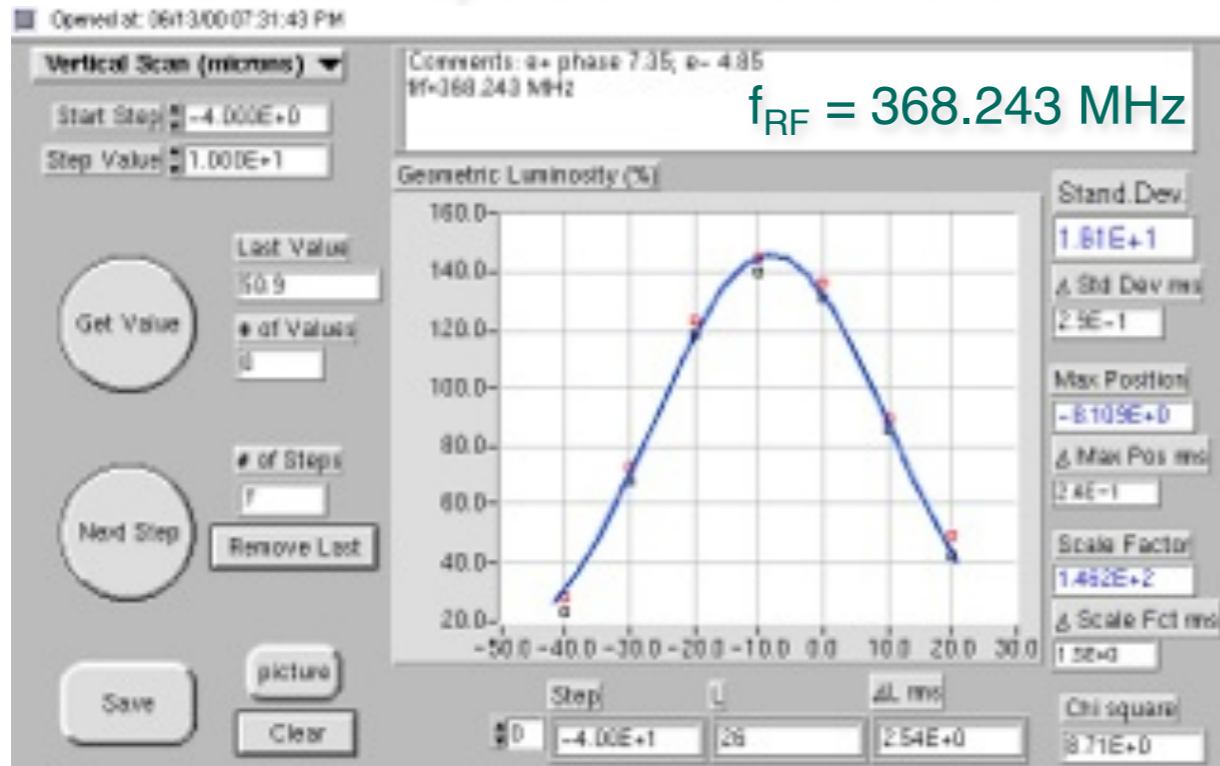 Opened at: 06/13/00 07:31:43 PM
Vertical Scan (microns)
Start Step -4.000E+0
Step Value 1.000E+1
Comments: e+ phase 7.35; e- 4.85
frf=368.243 MHz
fRF = 368.243 MHz
Geometric Luminosity (%)
160.0
140.0
120.0
100.0
80.0
60.0
40.0
20.0
-50.0 -40.0 -30.0 -20.0 -10.0 0.0 10.0 20.0 30.0
Last Value
50.9
# of Values
Get Value
# of Steps
7
Next Step
Remove Last
picture
Save
Clear
Step
0
-4.00E+1
L
26
ΔL rms
2.54E+0
Stand.Dev.
1.81E+1
Δ Std Dev rms
2.9E-1
Max Position
-8.109E+0
Δ Max Pos rms
2.4E-1
Scale Factor
1.462E+2
Δ Scale Fct rms
Chi square
8.71E+0